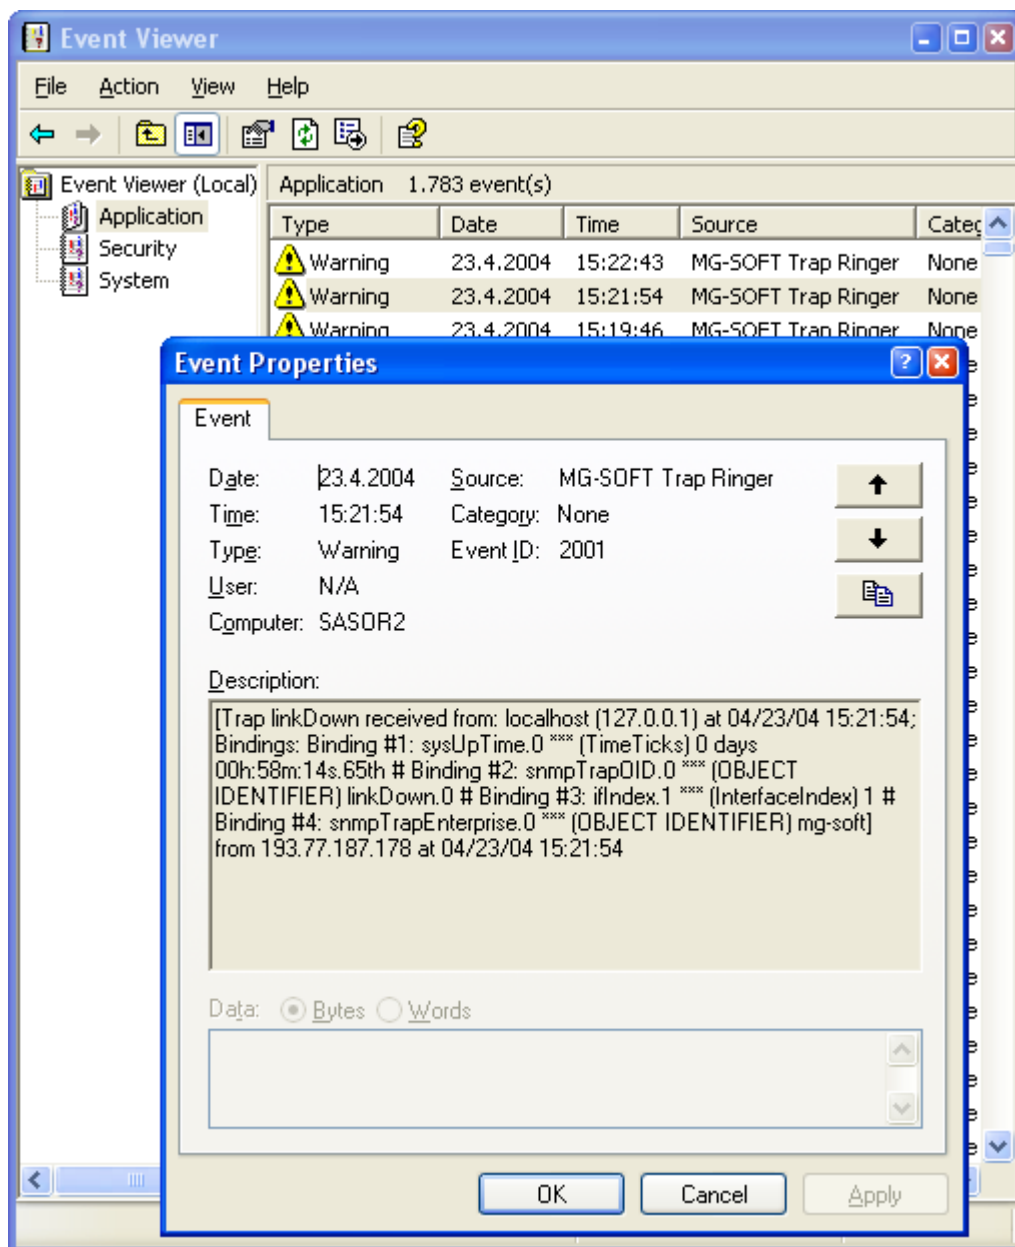 Event Viewer
File Action View Help
Event Viewer (Local)
Application
Security
System
Application 1.783 event(s)
Type Date Time Source Categ
Warning 23.4.2004 15:22:43 MG-SOFT Trap Ringer None
Warning 23.4.2004 15:21:54 MG-SOFT Trap Ringer None
Warning 23.4.2004 15:19:46 MG-SOFT Trap Ringer None
Event Properties
Event
Date: 23.4.2004 Source: MG-SOFT Trap Ringer
Time: 15:21:54 Category: None
Type: Warning Event ID: 2001
User: N/A
Computer: SASOR2
Description:
[Trap linkDown received from: localhost (127.0.0.1) at 04/23/04 15:21:54;
Bindings: Binding #1: sysUpTime.0 *** (TimeTicks) 0 days
00h:58m:14s.65th # Binding #2: snmpTrapOID.0 *** (OBJECT
IDENTIFIER) linkDown.0 # Binding #3: ifIndex.1 *** (InterfaceIndex) 1 #
Binding #4: snmpTrapEnterprise.0 *** (OBJECT IDENTIFIER) mg-soft]
from 193.77.187.178 at 04/23/04 15:21:54
Data: Bytes Words
OK Cancel Apply